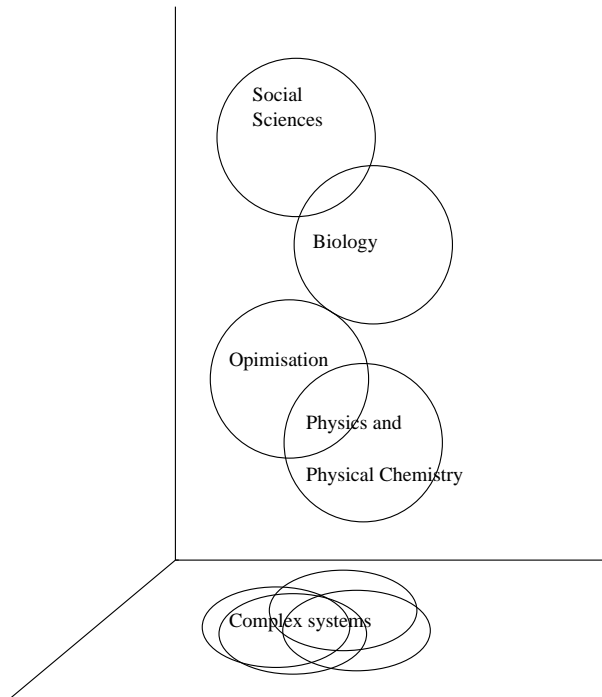 Social
Sciences
Biology
Opimisation
Physics and
Physical Chemistry
Complex systems